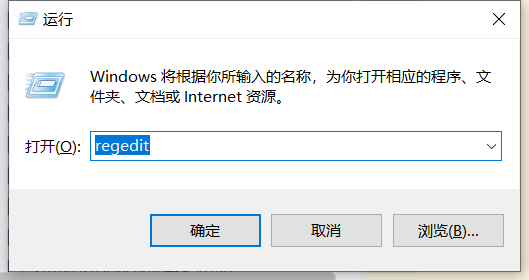 运行
Windows 将根据你所输入的名称，为你打开相应的程序、文
件夹、文档或 Internet 资源。
打开(O): regedit
确定 取消 浏览(B)...